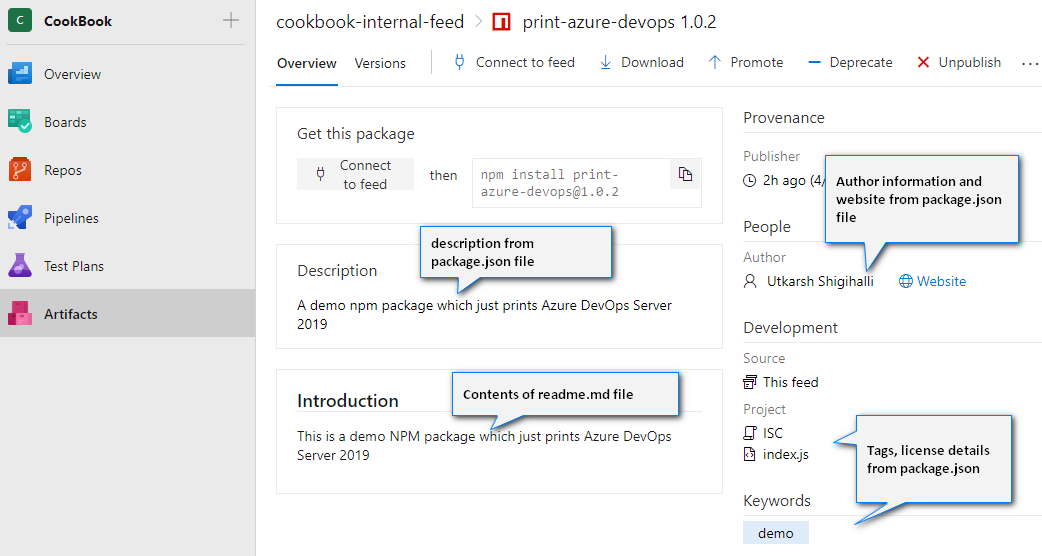 C CookBook
Overview
Boards
Repos
Pipelines
Test Plans
Artifacts
cookbook-internal-feed > print-azure-devops 1.0.2
Overview Versions Connect to feed Download Promote Deprecate Unpublish ...
Get this package
Connect
to feed
then
npm install print-
azure-devops@1.0.2
description from
package.json file
Description
A demo npm package which just prints Azure DevOps Server
2019
Contents of readme.md file
Introduction
This is a demo NPM package which just prints Azure DevOps
Server 2019
Provenance
Publisher
2h ago (4/
Author information and
website from package.json
file
People
Author
Utkarsh Shigihalli Website
Development
Source
This feed
Project
ISC
index.js
Tags, license details
from package.json
Keywords
demo